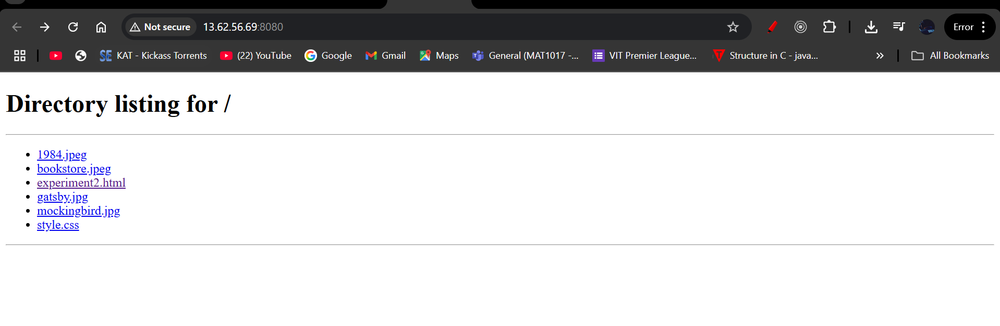 Not secure 13.62.56.69:8080 Error
KAT - Kickass Torrents (22) YouTube Google Gmail Maps General (MAT1017 -... VIT Premier League... Structure in C - java... » All Bookmarks
Directory listing for /
1984.jpeg
bookstore.jpeg
experiment2.html
gatsby.jpg
mockingbird.jpg
style.css